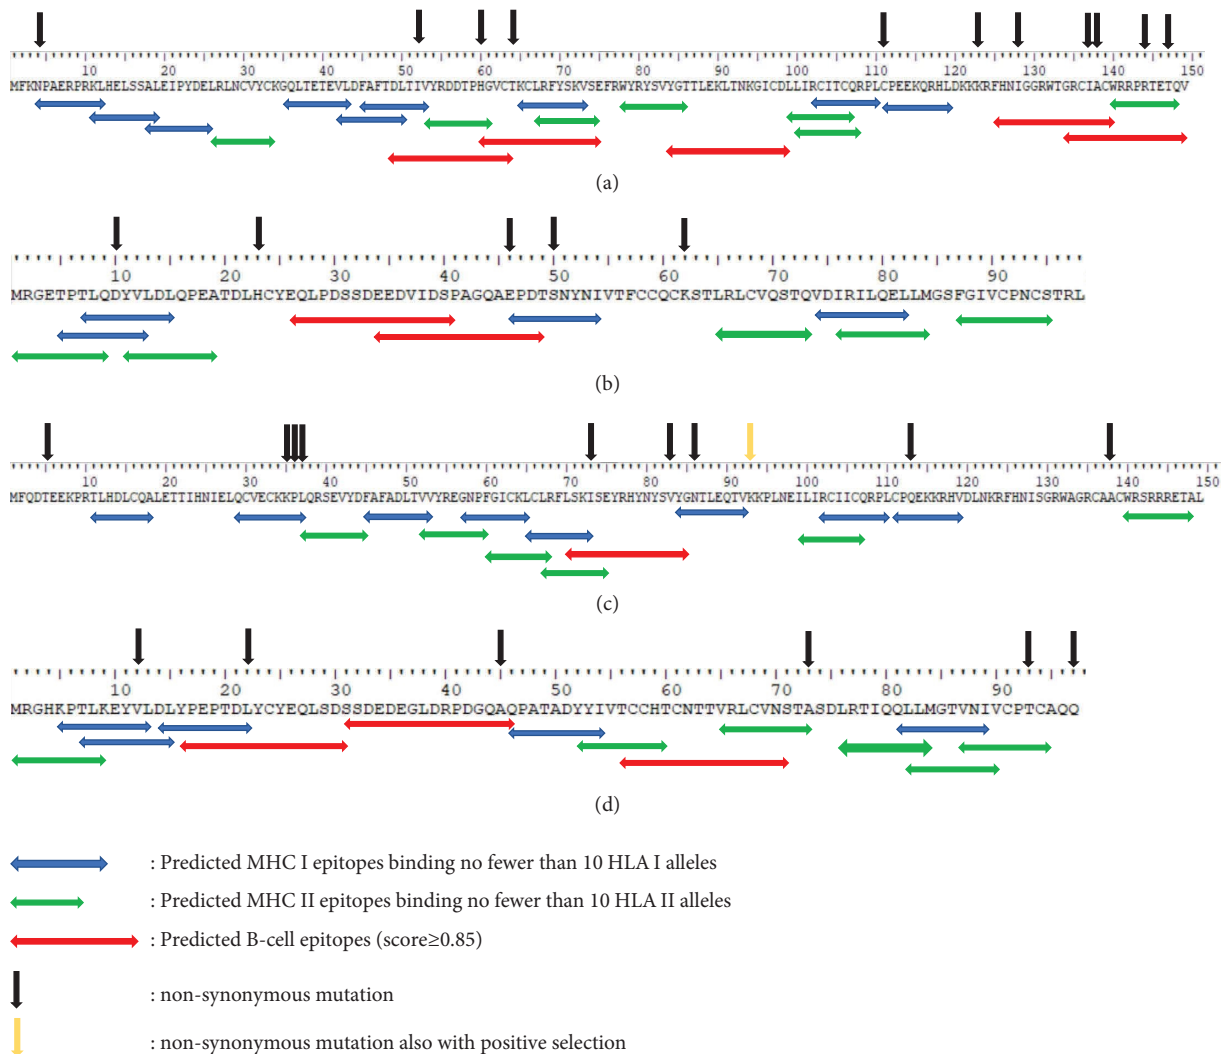 10 20 30 40 50 60 70 80 90 100 110 120 130 140 150
MFKNPAERPRKLHELSSALEIPYDELRLNCVYCKGQLTETEVLDFAFTDLTIVYRDDTPHGVCTKCLRFYSKVSEFRWYRYSVYGTTLEKLTNKGICDLLIRCITCQRPLCPEEKQRHLDKKKRFHNIGGRWTGRCIACWRRPRTETQV
(a)
10 20 30 40 50 60 70 80 90
MRGETPTLQDYVLDLQPEATDLHCYEQLPDSSDEEDVIDSPAGQAEPDTSNYNIVTFCCQCKSTLRLCVQSTQVDIRILQELLMGSFGIVCPNCSTRL
(b)
10 20 30 40 50 60 70 80 90 100 110 120 130 140 150
MFQDTEEKPRTLHDLCQALETTIHNIELQCVECKKPLQRSEVYDFAFADLTVVYREGNPFGICKLCLRFLSKISEYRHYNYSVYGNTLEQTVKKPLNEILIRCIICQRPLCPQEKKRHVDLNKRFHNISGRWAGRCAACWRSRRRETAL
(c)
10 20 30 40 50 60 70 80 90
MRGHKPTLKEYVLDLYPEPTDLYCYEQLSDSSDEDEGLDRPDGQAQPATADYYIVTCCHTCNTTVRLCVNSTASDLRTIQQLLMGTVNIVCPTCAQQ
(d)
: Predicted MHC I epitopes binding no fewer than 10 HLA I alleles
: Predicted MHC II epitopes binding no fewer than 10 HLA II alleles
: Predicted B-cell epitopes (score≥0.85)
: non-synonymous mutation
: non-synonymous mutation also with positive selection